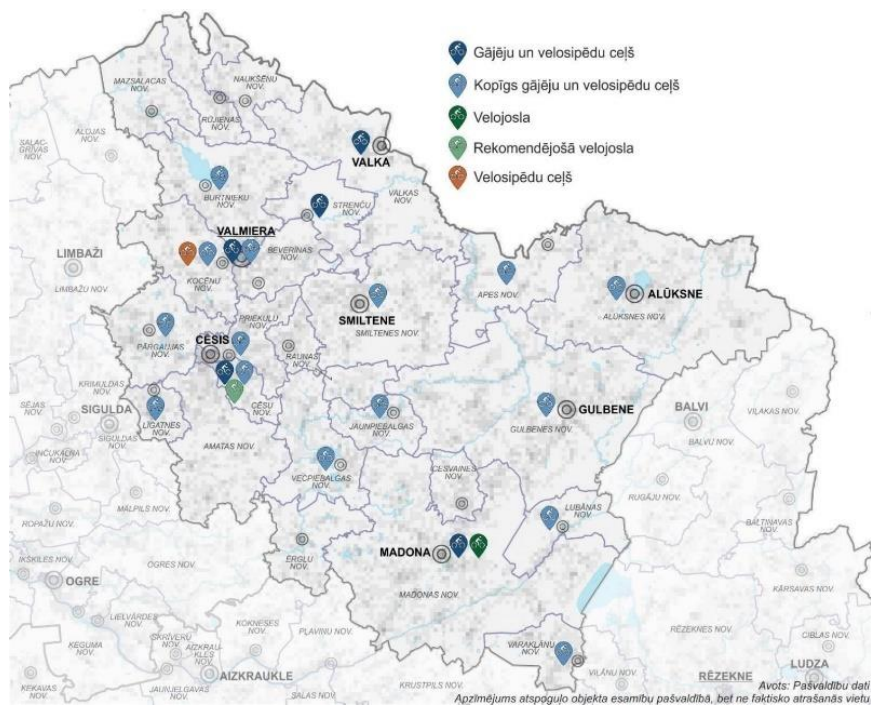 Gājēju un velosipēdu ceļš
Kopīgs gājēju un velosipēdu ceļš
Velojosla
Rekomendējošā velojosla
Velosipēdu ceļš
MAZSALACAS
NOV.
NAUKŠĒNU
NOV.
RŪJIENAS
NOV.
ALOJAS
NOV.
SALAC-
GRĪVAS
NOV.
VALKA
BURTNIEKU
NOV.
STRENČU
NOV.
VALKAS
NOV.
VALMIERA
BEVERĪNAS
NOV.
KOCĒNU
NOV.
LIMBAŽI
LIMBAŽU NOV.
APES NOV.
ALŪKSNE
ALŪKSNES NOV.
SMILTENE
SMILTENES NOV.
PRIEKUĻU
NOV.
PĀRGAUJAS
NOV.
CĒSIS
RAUNAS
NOV.
CĒSU
NOV.
KRIMULDAS
NOV.
SĒJAS
NOV.
SIGULDA
SIGULDAS
NOV.
LĪGATNES
NOV.
AMATAS NOV.
JAUNPIEBALGAS
NOV.
GULBENE
GULBENES NOV.
BALVI
BALVU NOV.
VIĻAKAS NOV.
INČUKALNA
NOV.
MĀLPILS NOV.
VECPIEBALGAS
NOV.
CESVAINES
NOV.
RUGĀJU NOV.
BALTINAVAS
NOV.
LUBĀNAS
NOV.
ROPAŽU NOV.
ĒRGĻU
NOV.
MADONA
MADONAS NOV.
IKŠĶILES NOV.
OGRES NOV.
OGRE
LIELVĀRDES
NOV.
ĶEGUMA
NOV.
KOKNESES
NOV.
SKRĪVERU
NOV.
AIZKRAUK-
LES NOV.
PĻAVIŅU NOV.
KĀRSAVAS NOV.
RĒZEKNES NOV.
CIBLAS NOV.
VARAKĻĀNU
NOV.
VIĻĀNU NOV.
RĒZEKNE
LUDZA
AIZKRAUKLE
ĶEKAVAS
NOV.
JAUNJELGAVAS
NOV.
SALAS NOV.
KRUSTPILS NOV.
Avots: Pašvaldību dati
Apzīmējums atspoguļo objekta esamību pašvaldībā, bet ne faktisko atrašanās vietu